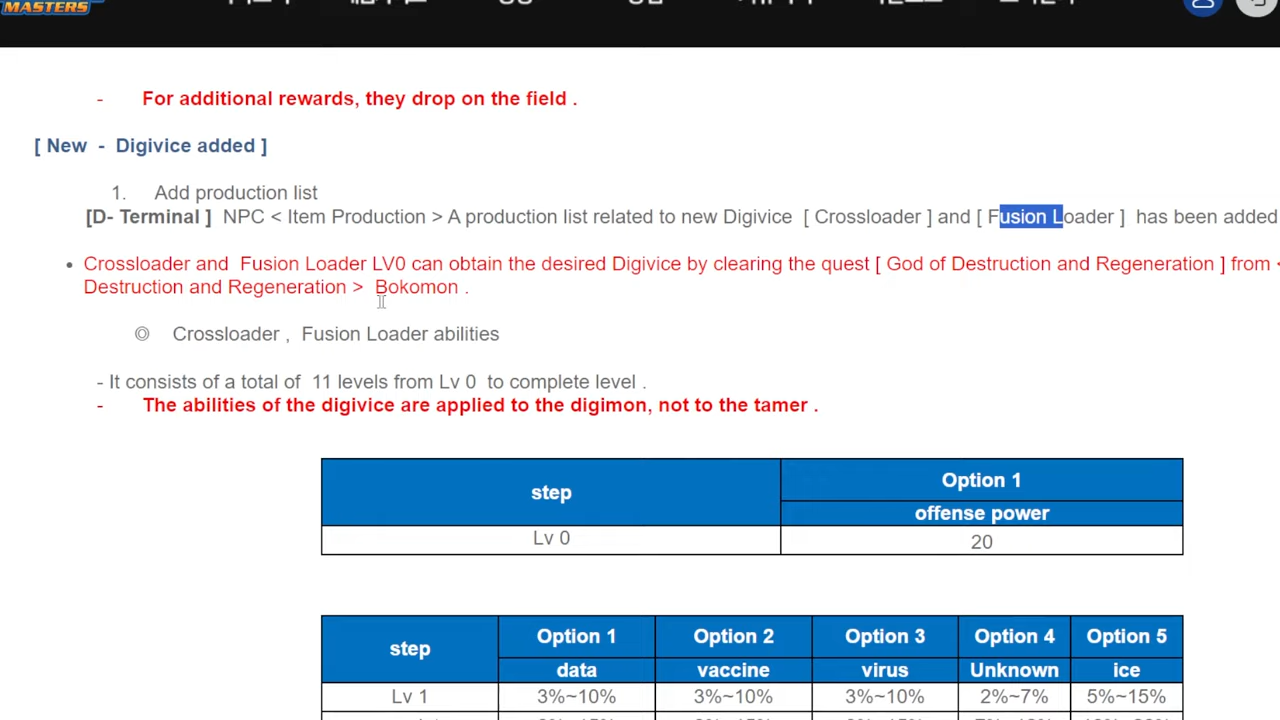 MASTERS
- For additional rewards, they drop on the field .
[ New - Digivice added ]
1. Add production list
[D- Terminal ] NPC < Item Production > A production list related to new Digivice [ Crossloader ] and [ Fusion Loader ] has been added
• Crossloader and Fusion Loader LV0 can obtain the desired Digivice by clearing the quest [ God of Destruction and Regeneration ] from <
Destruction and Regeneration > Bokomon .
◎ Crossloader , Fusion Loader abilities
- It consists of a total of 11 levels from Lv 0 to complete level .
- The abilities of the digivice are applied to the digimon, not to the tamer .
step Option 1
offense power
Lv 0 20
step Option 1 Option 2 Option 3 Option 4 Option 5
data vaccine virus Unknown ice
Lv 1 3%~10% 3%~10% 3%~10% 2%~7% 5%~15%